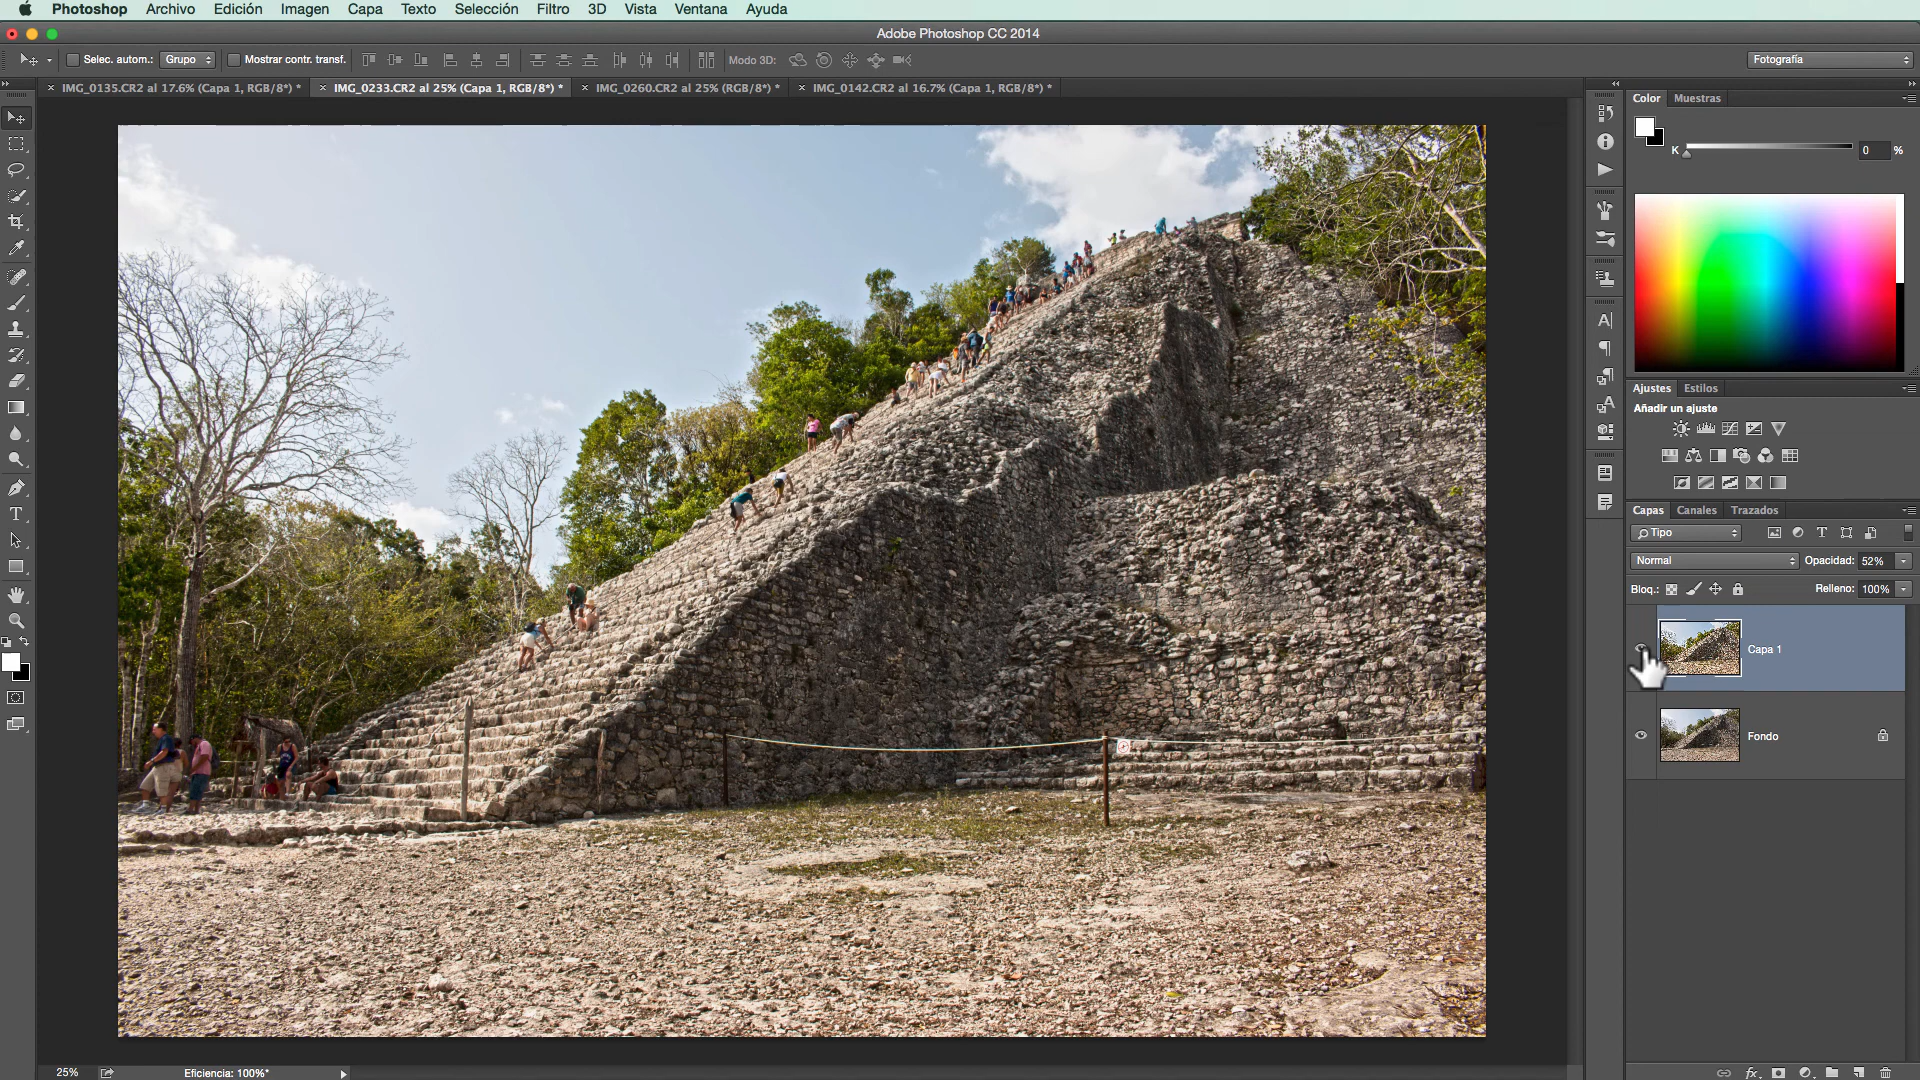 Photoshop Archivo Edición Imagen Capa Texto Selección Filtro 3D Vista Ventana Ayuda
Adobe Photoshop CC 2014
Selec. autom.: Grupo Mostrar contr. transf. Modo 3D: Fotografía
IMG_0135.CR2 al 17.6% (Capa 1, RGB/8*) * IMG_0233.CR2 al 25% (Capa 1, RGB/8*) * IMG_0260.CR2 al 25% (RGB/8*) * IMG_0142.CR2 al 16.7% (Capa 1, RGB/8*) *
Color Muestras
K 0 %
Ajustes Estilos
Añadir un ajuste
Capas Canales Trazados
Tipo
Normal Opacidad: 52%
Bloq.: Relleno: 100%
Capa 1
Fondo
25% Eficiencia: 100%*